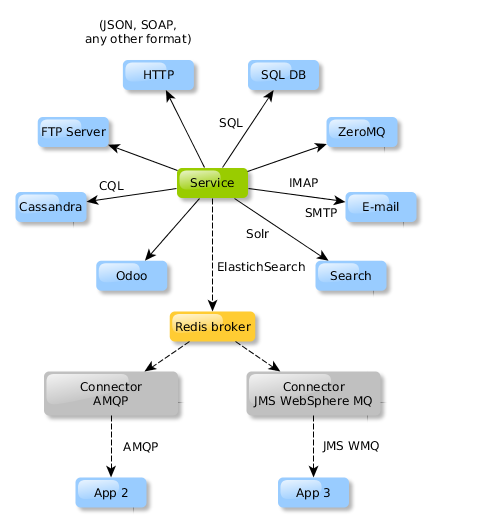 (JSON, SOAP,
any other format)
HTTP
SQL DB
SQL
FTP Server
ZeroMQ
Service
CQL
IMAP
Cassandra
SMTP
E-mail
Solr
Odoo
ElastichSearch
Search
Redis broker
Connector
AMQP
Connector
JMS WebSphere MQ
AMQP
JMS WMQ
App 2
App 3